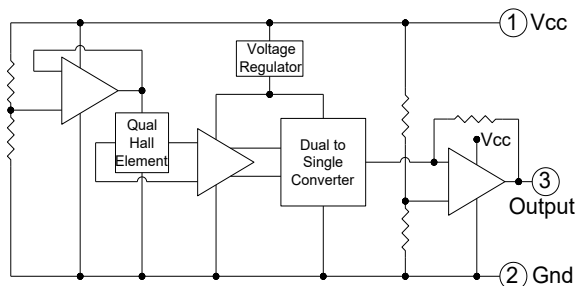 1 Vcc
Voltage
Regulator
Qual
Hall
Element
Dual to
Single
Converter
Vcc
3
Output
2 Gnd